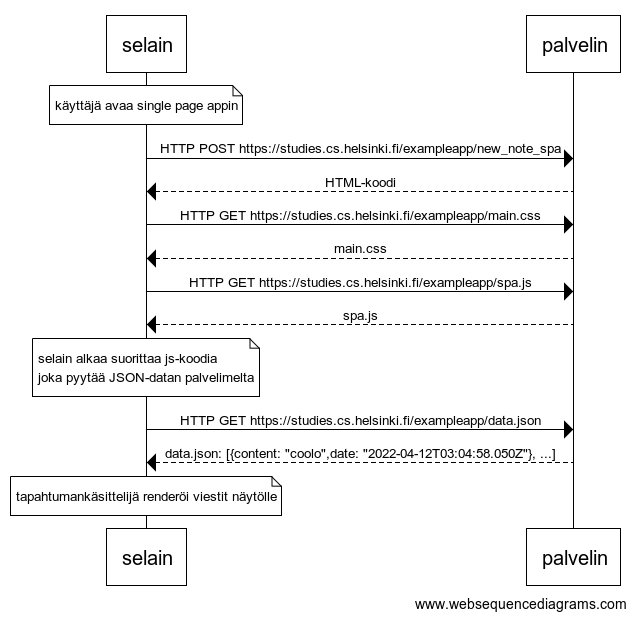 selain
palvelin
käyttäjä avaa single page appin
HTTP POST https://studies.cs.helsinki.fi/exampleapp/new_note_spa
HTML-koodi
HTTP GET https://studies.cs.helsinki.fi/exampleapp/main.css
main.css
HTTP GET https://studies.cs.helsinki.fi/exampleapp/spa.js
spa.js
selain alkaa suorittaa js-koodia
joka pyytää JSON-datan palvelimelta
HTTP GET https://studies.cs.helsinki.fi/exampleapp/data.json
data.json: [{content: "coolo",date: "2022-04-12T03:04:58.050Z"}, ...]
tapahtumankäsittelijä renderöi viestit näytölle
selain
palvelin
www.websequencediagrams.com